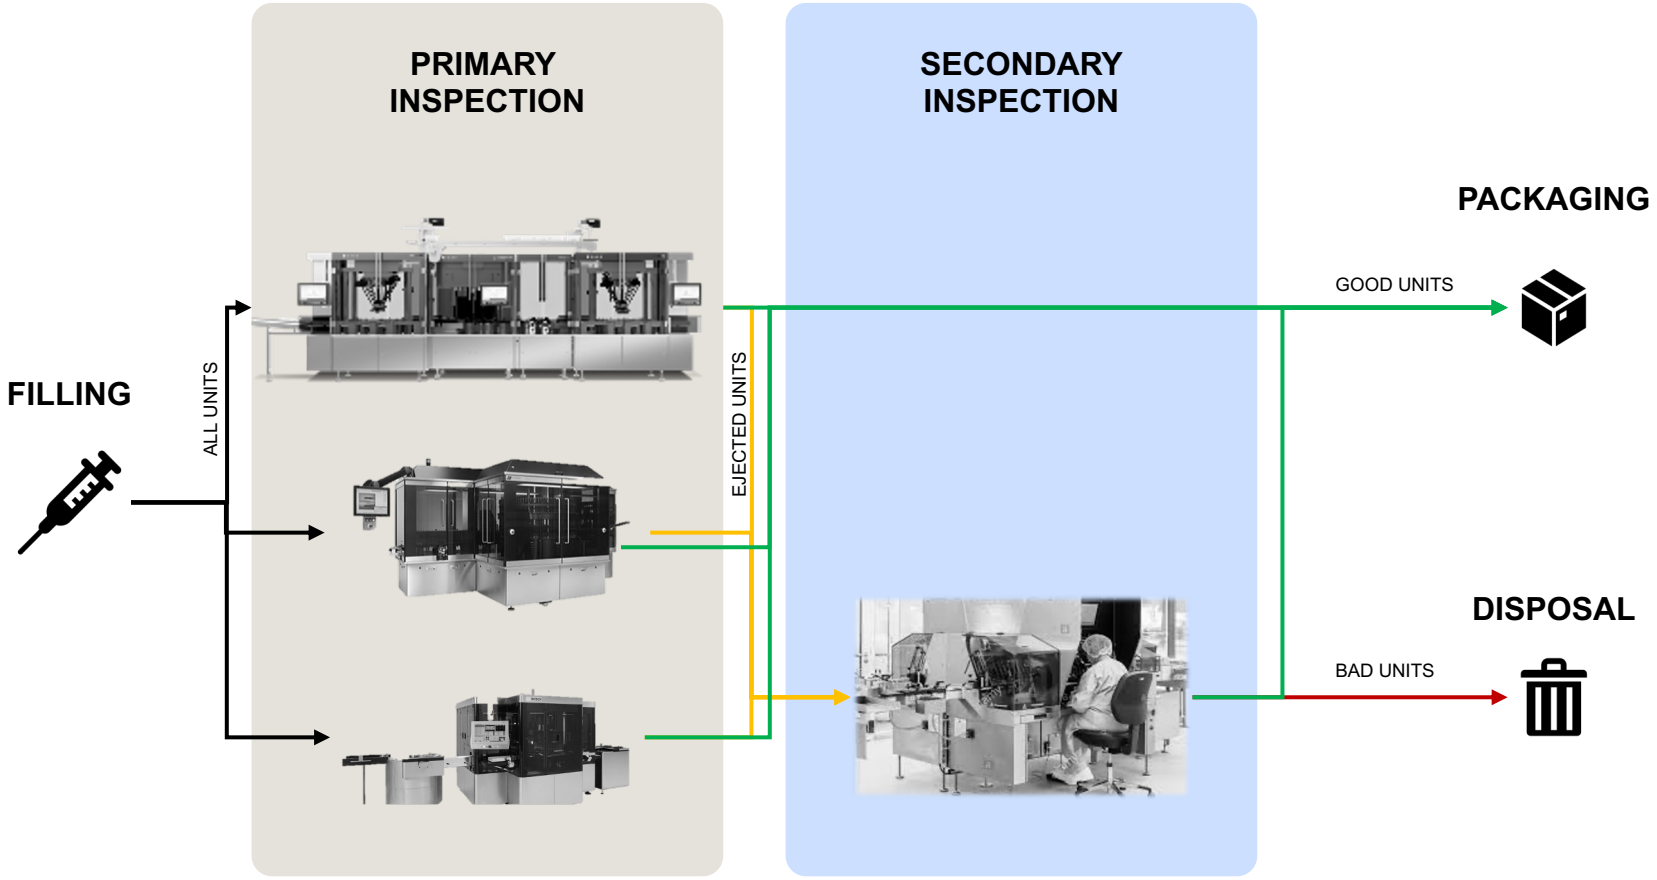 PRIMARY
INSPECTION
SECONDARY
INSPECTION
PACKAGING
GOOD UNITS
FILLING
ALL UNITS
EJECTED UNITS
DISPOSAL
BAD UNITS